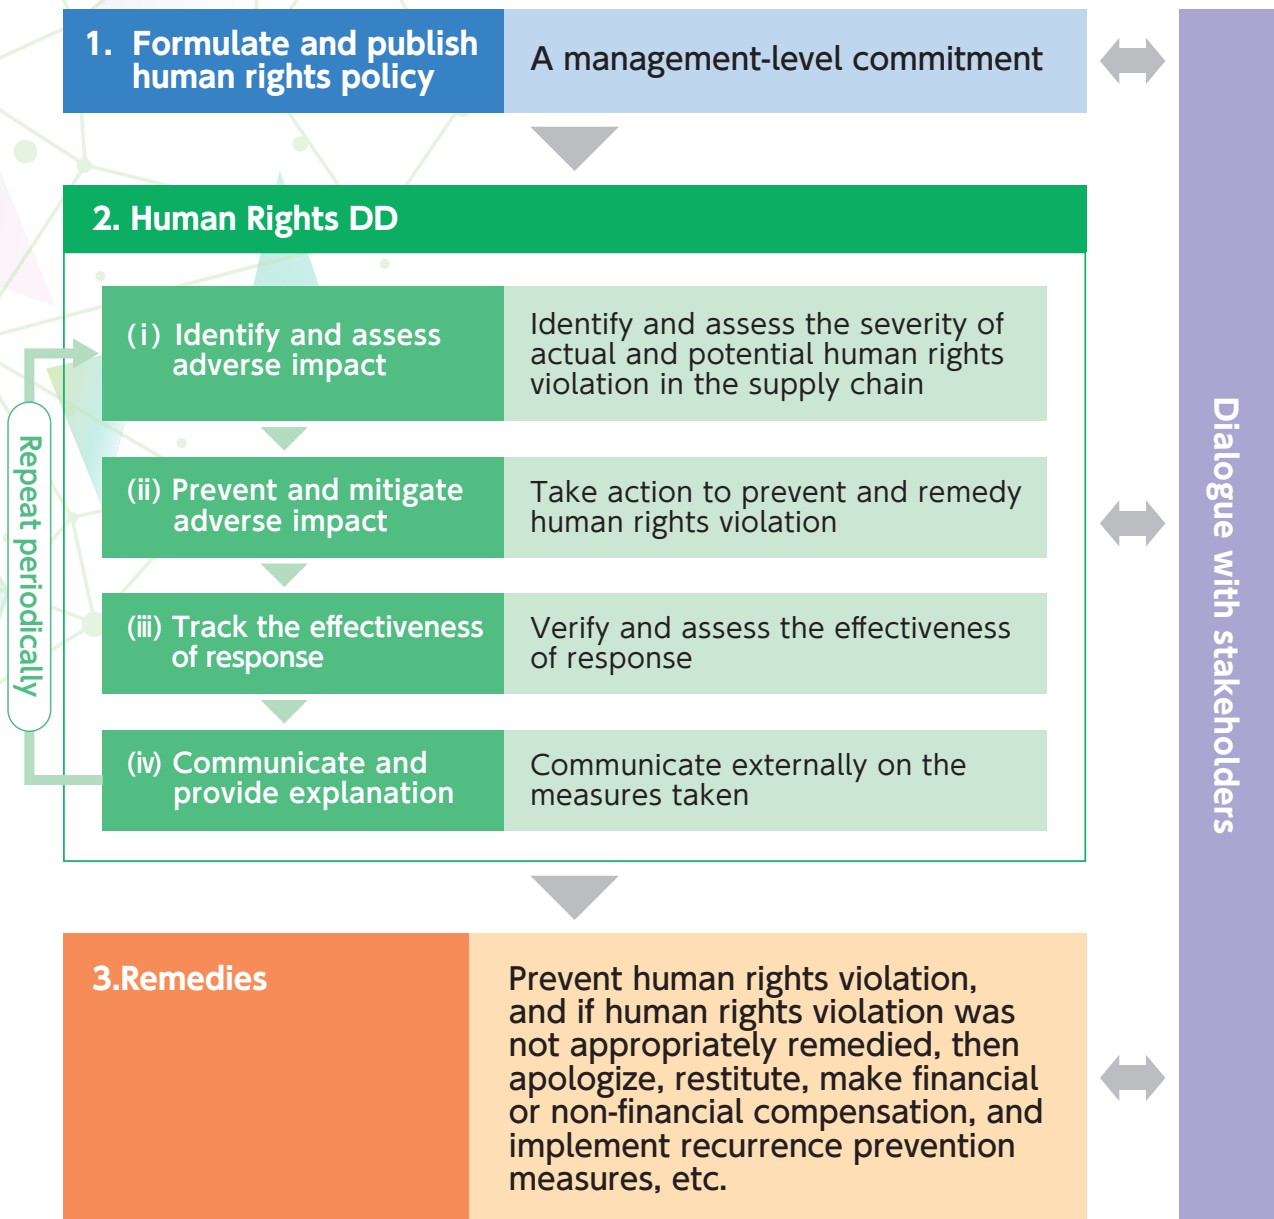 1. Formulate and publish
human rights policy
A management-level commitment
2. Human Rights DD
(i) Identify and assess
adverse impact
Identify and assess the severity of
actual and potential human rights
violation in the supply chain
(ii) Prevent and mitigate
adverse impact
Take action to prevent and remedy
human rights violation
(iii) Track the effectiveness
of response
Verify and assess the effectiveness
of response
(iv) Communicate and
provide explanation
Communicate externally on the
measures taken
Repeat periodically
3.Remedies
Prevent human rights violation,
and if human rights violation was
not appropriately remedied, then
apologize, restitute, make financial
or non-financial compensation, and
implement recurrence prevention
measures, etc.
Dialogue with stakeholders